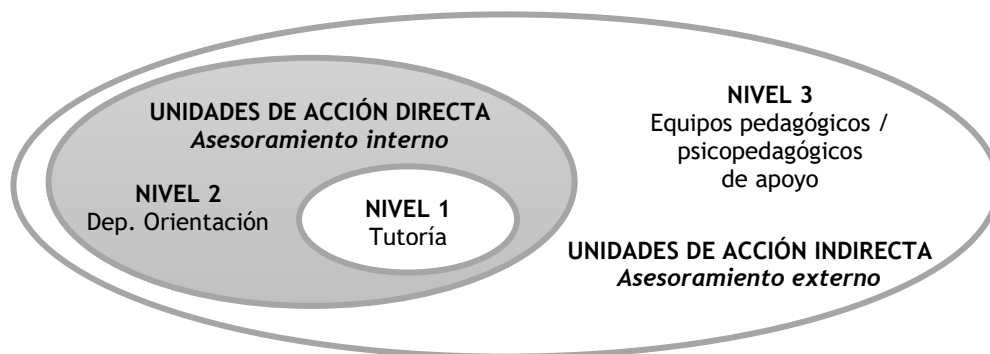 UNIDADES DE ACCIÓN DIRECTA
Asesoramiento interno
NIVEL 2
Dep. Orientación
NIVEL 1
Tutoría
NIVEL 3
Equipos pedagógicos /
psicopedagógicos
de apoyo
UNIDADES DE ACCIÓN INDIRECTA
Asesoramiento externo